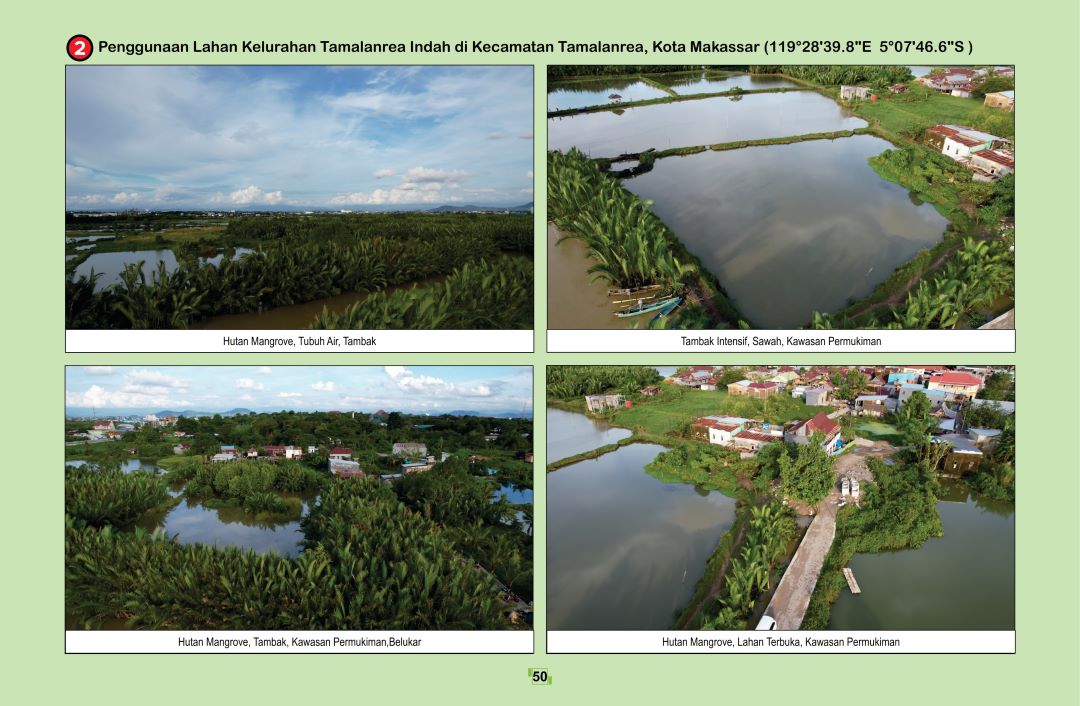 2 Penggunaan Lahan Kelurahan Tamalanrea Indah di Kecamatan Tamalanrea, Kota Makassar (119°28'39.8"E 5°07'46.6"S )
Hutan Mangrove, Tubuh Air, Tambak
Tambak Intensif, Sawah, Kawasan Permukiman
Hutan Mangrove, Tambak, Kawasan Permukiman,Belukar
Hutan Mangrove, Lahan Terbuka, Kawasan Permukiman
50